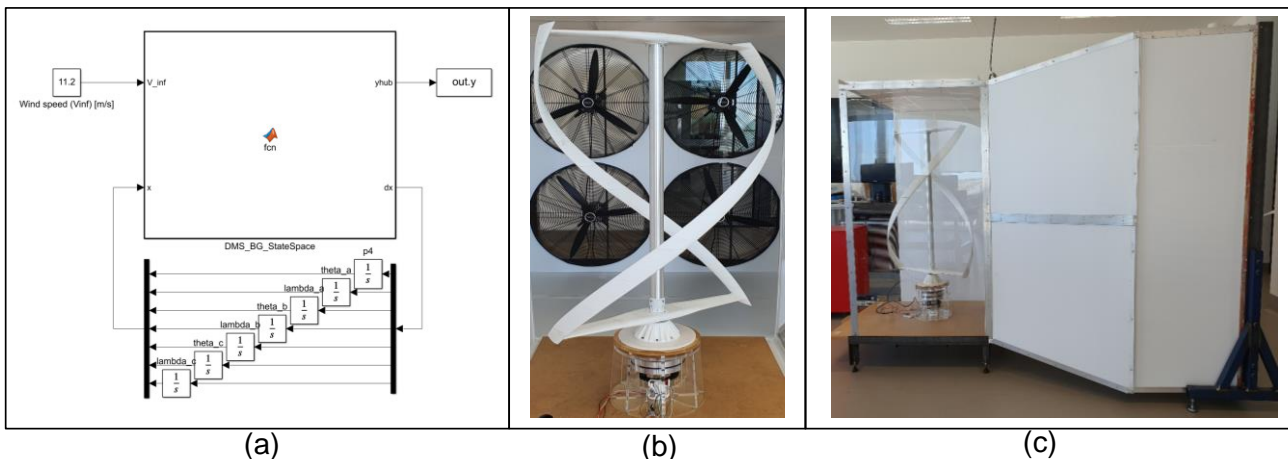 11.2
Wind speed (Vinf) [m/s]
V_inf
x
fcn
yhub
dx
out.y
DMS_BG_StateSpace
p4
1
s
theta_a
1
s
lambda_a
1
s
theta_b
1
s
lambda_b
1
s
theta_c
1
s
lambda_c
1
s
(a)
(b)
(c)